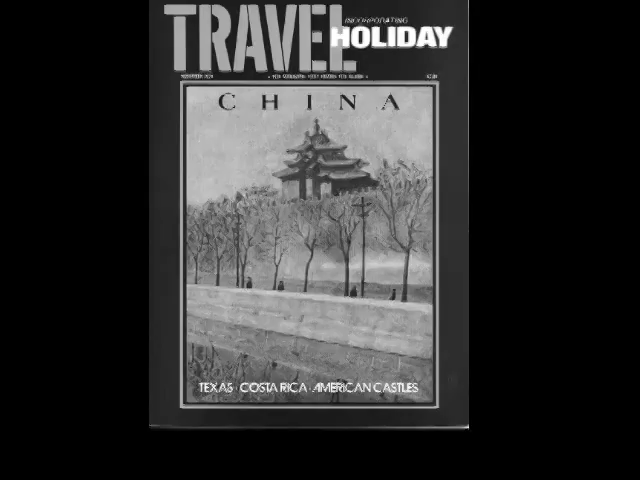 TRAVEL
INCORPORATING
HOLIDAY
CHINA
TEXAS · COSTA RICA · AMERICAN CASTLES